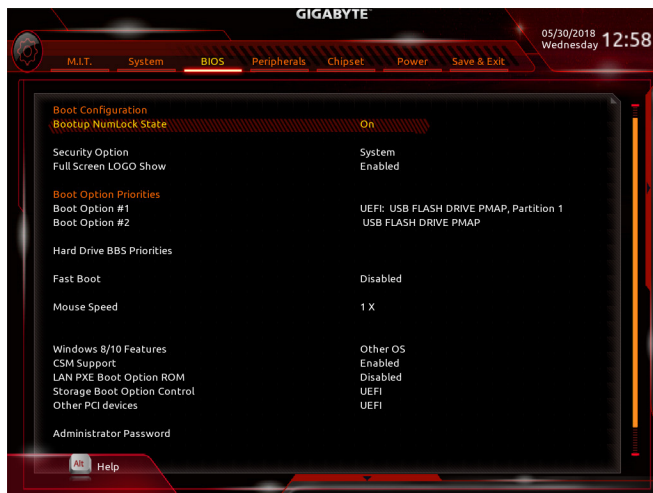 GIGABYTE
05/30/2018
Wednesday 12:58
M.I.T. System BIOS Peripherals Chipset Power Save & Exit
Boot Configuration
Bootup NumLock State On
Security Option System
Full Screen LOGO Show Enabled
Boot Option Priorities
Boot Option #1 UEFI: USB FLASH DRIVE PMAP, Partition 1
Boot Option #2 USB FLASH DRIVE PMAP
Hard Drive BBS Priorities
Fast Boot Disabled
Mouse Speed 1 X
Windows 8/10 Features Other OS
CSM Support Enabled
LAN PXE Boot Option ROM Disabled
Storage Boot Option Control UEFI
Other PCI devices UEFI
Administrator Password
Alt Help